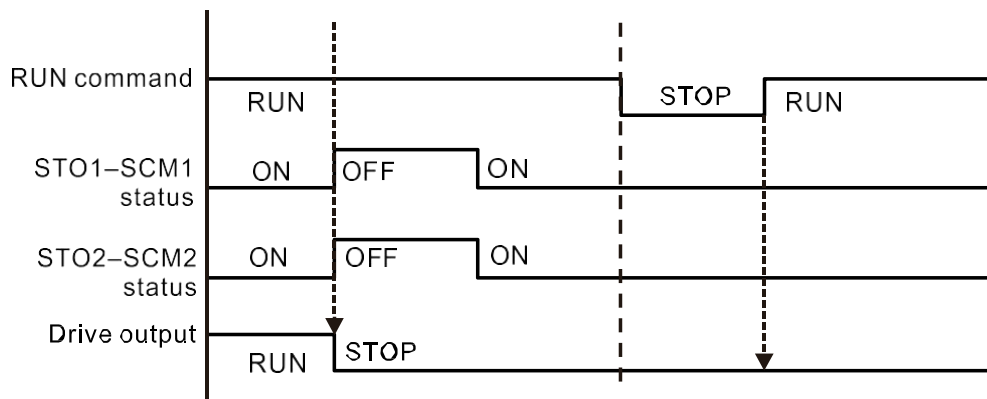 RUN command
RUN
STOP
RUN
STO1–SCM1
status
ON
OFF
ON
STO2–SCM2
status
ON
OFF
ON
Drive output
RUN
STOP